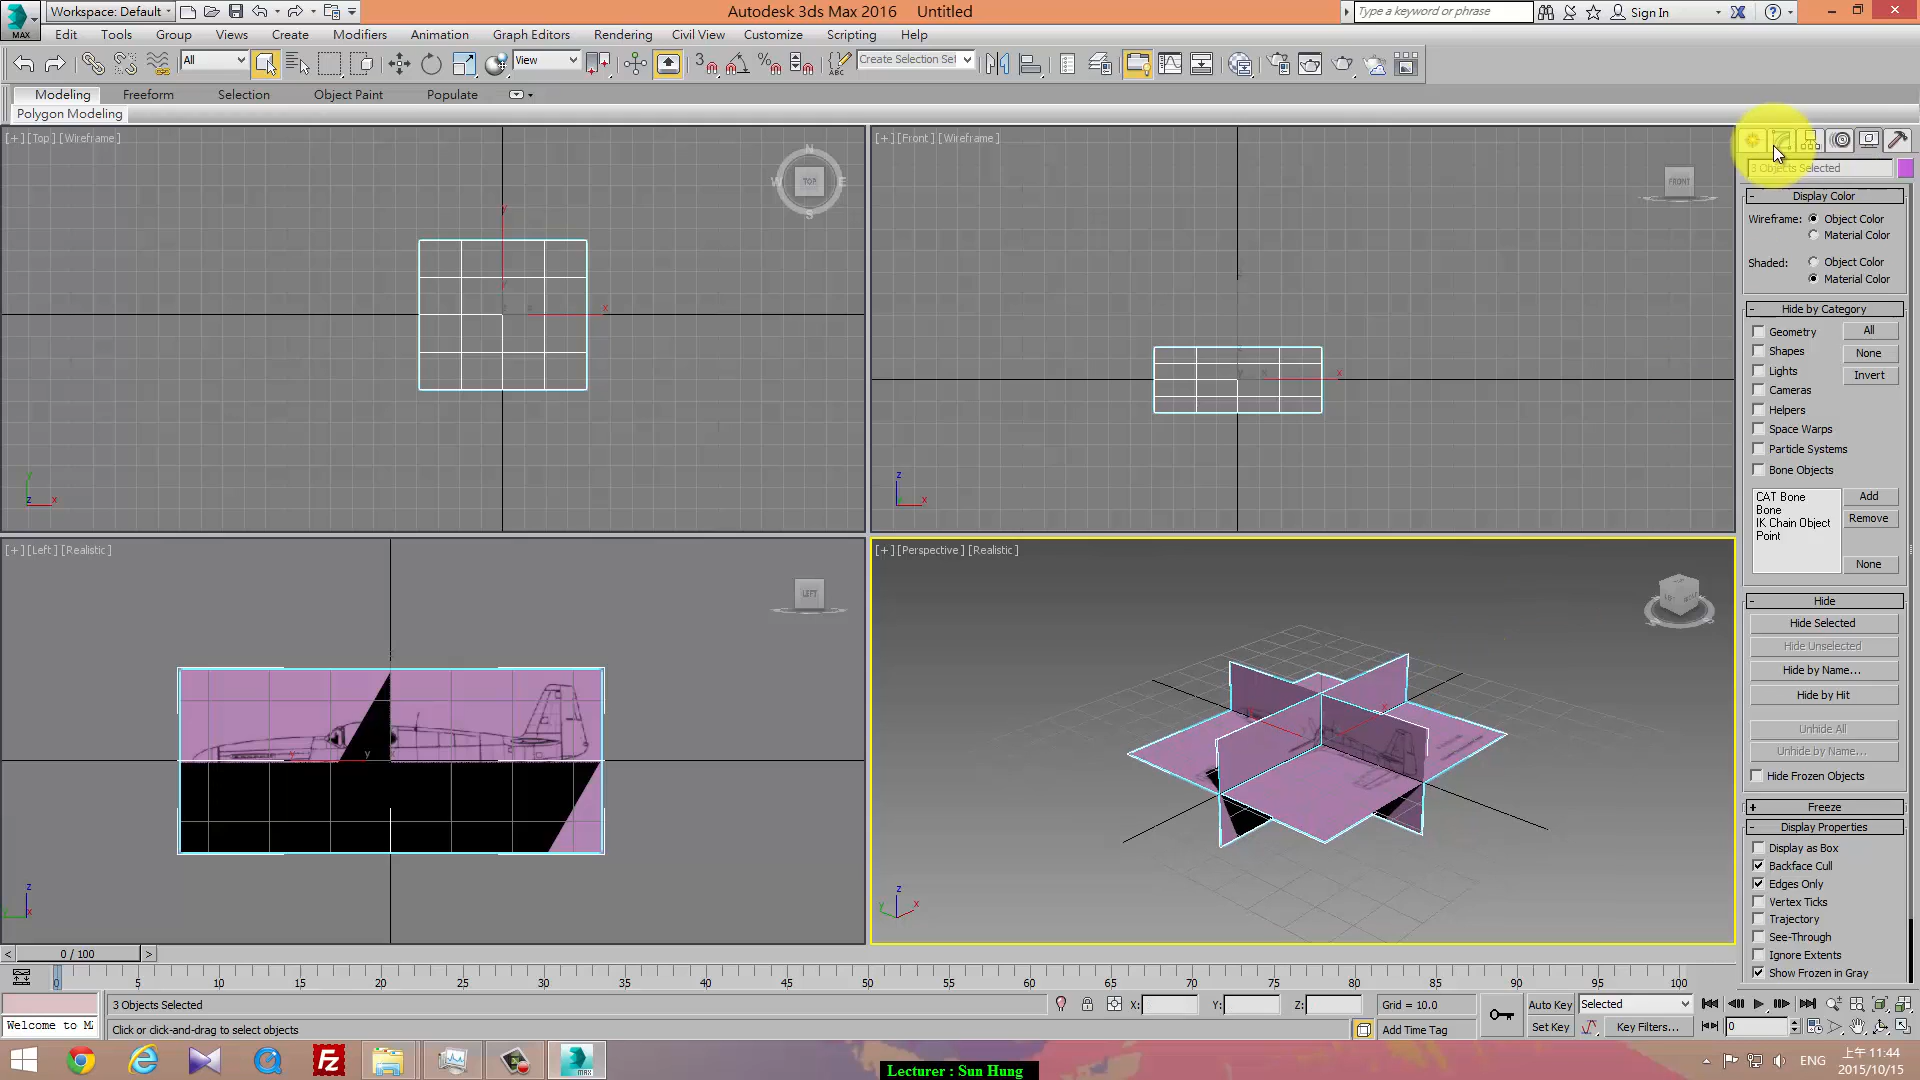 MAX
Workspace: Default
Autodesk 3ds Max 2016
Untitled
Type a keyword or phrase
Sign In
Edit
Tools
Group
Views
Create
Modifiers
Animation
Graph Editors
Rendering
Civil View
Customize
Scripting
Help
All
View
3
ABC
Create Selection Sel
Modeling
Freeform
Selection
Object Paint
Populate
Polygon Modeling
[+] [Top] [Wireframe]
N
W
TOP
E
S
[+] [Front] [Wireframe]
FRONT
3 Objects Selected
- Display Color
Wireframe:
Object Color
Material Color
Shaded:
Object Color
Material Color
- Hide by Category
Geometry
Shapes
Lights
Cameras
Helpers
Space Warps
Particle Systems
Bone Objects
All
None
Invert
CAT Bone
Bone
IK Chain Object
Point
Add
Remove
None
- Hide
Hide Selected
Hide Unselected
Hide by Name...
Hide by Hit
Unhide All
Unhide by Name...
Hide Frozen Objects
+ Freeze
- Display Properties
Display as Box
Backface Cull
Edges Only
Vertex Ticks
Trajectory
See-Through
Ignore Extents
Show Frozen in Gray
[+] [Left] [Realistic]
LEFT
[+] [Perspective] [Realistic]
< 0 / 100 >
0 5 10 15 20 25 30 35 40 45 50 55 60 65 70 75 80 85 90 95 100
3 Objects Selected
X:
Y:
Z:
Grid = 10.0
Auto Key
Selected
Welcome to M
Click or click-and-drag to select objects
Add Time Tag
Set Key
Key Filters...
0
Lecturer : Sun Hung
ENG
上午 11:44
2015/10/15